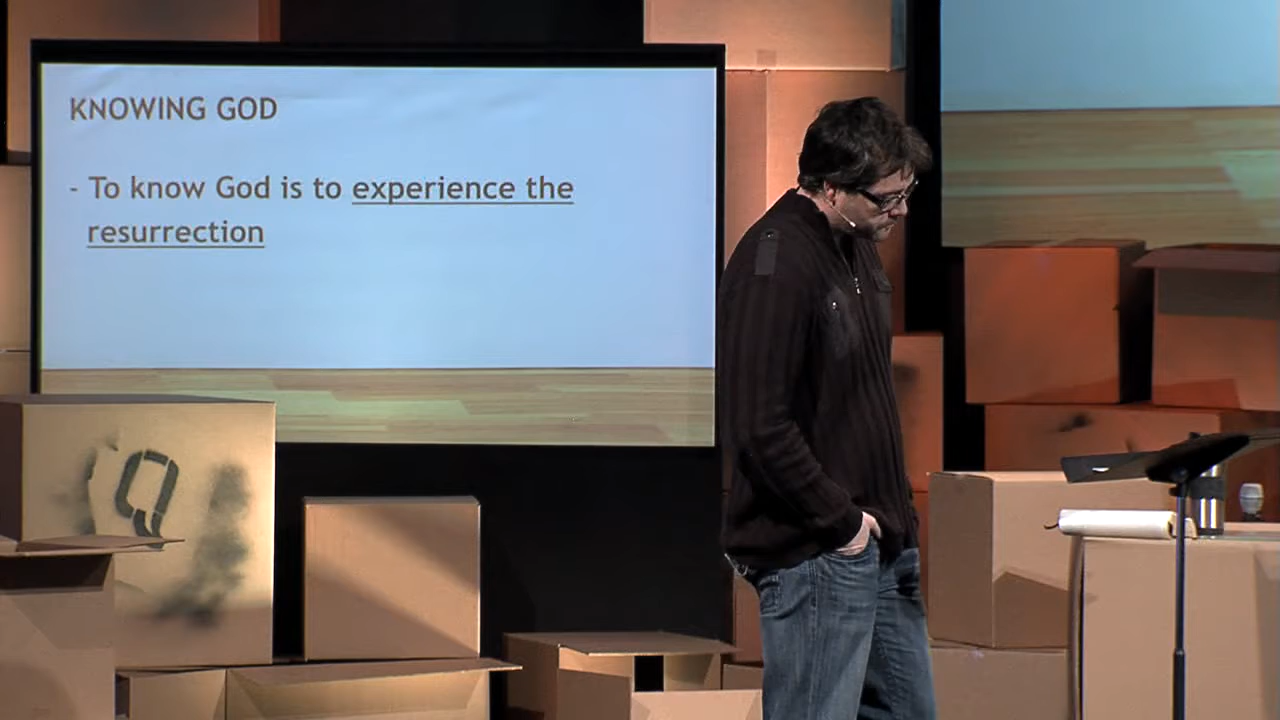 KNOWING GOD
- To know God is to experience the
resurrection
Q